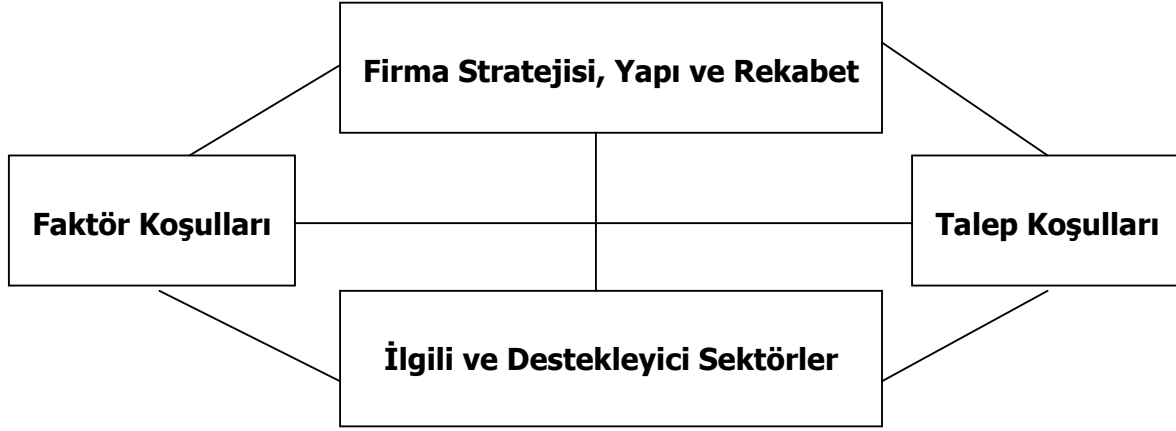 Firma Stratejisi, Yapı ve Rekabet
Faktör Koşulları
Talep Koşulları
İlgili ve Destekleyici Sektörler